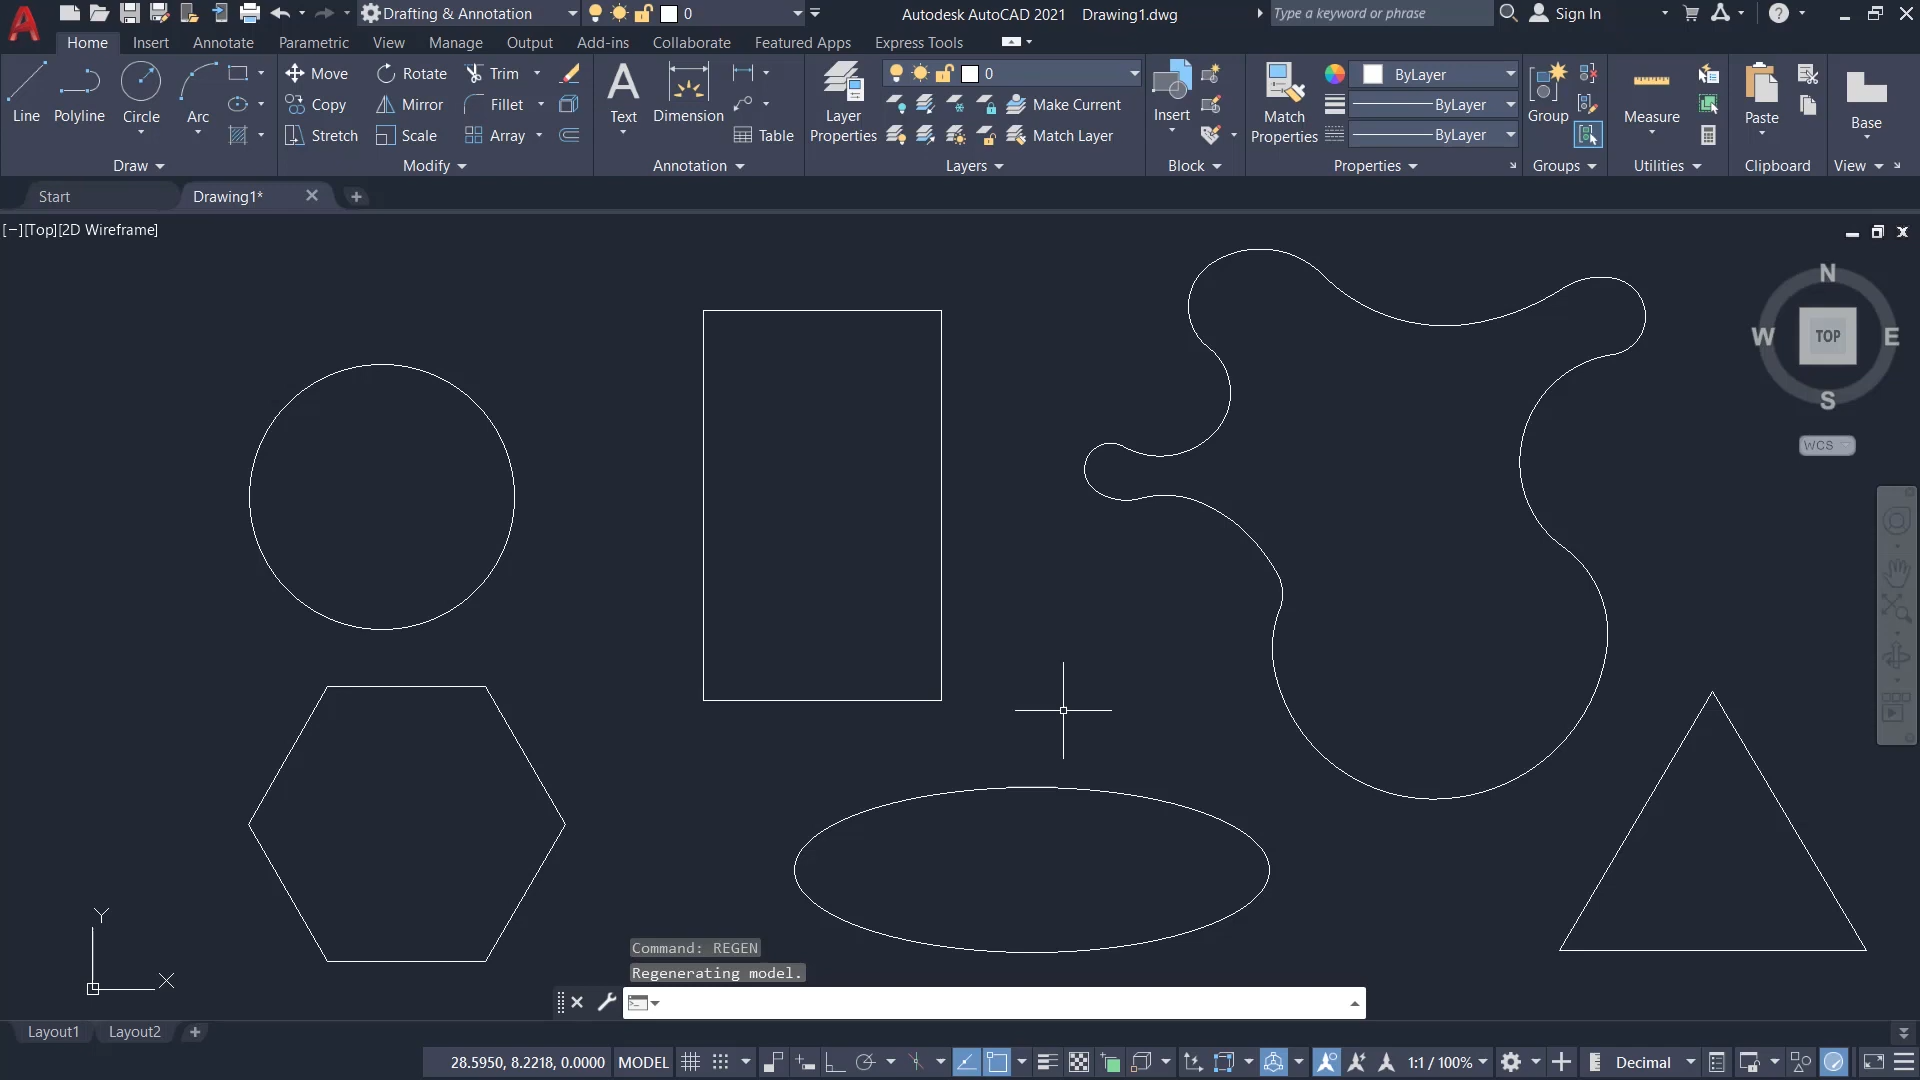 Drafting & Annotation 0 Autodesk AutoCAD 2021 Drawing1.dwg Type a keyword or phrase Sign In
Home Insert Annotate Parametric View Manage Output Add-ins Collaborate Featured Apps Express Tools
Line Polyline Circle Arc
Move Rotate Trim
Copy Mirror Fillet
Stretch Scale Array
Text Dimension Table
Layer Properties
0
Make Current
Match Layer
Insert
Match Properties
ByLayer
ByLayer
ByLayer
Group
Measure
Paste
Base
Draw Modify Annotation Layers Block Properties Groups Utilities Clipboard View
Start Drawing1*
[−][Top][2D Wireframe]
N
W TOP E
S
WCS
Y
X
Command: REGEN
Regenerating model.
Layout1 Layout2
28.5950, 8.2218, 0.0000 MODEL 1:1 / 100% Decimal